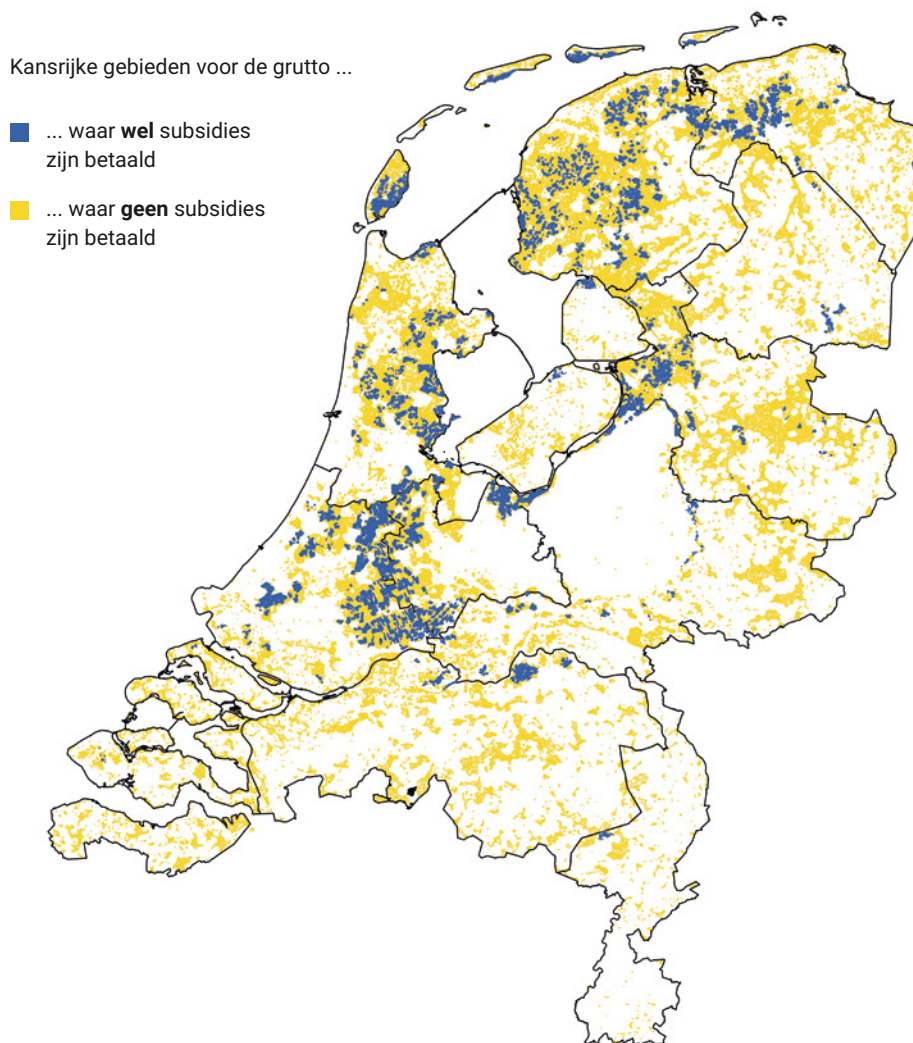 Kansrijke gebieden voor de grutto ...
... waar wel subsidies
zijn betaald
... waar geen subsidies
zijn betaald